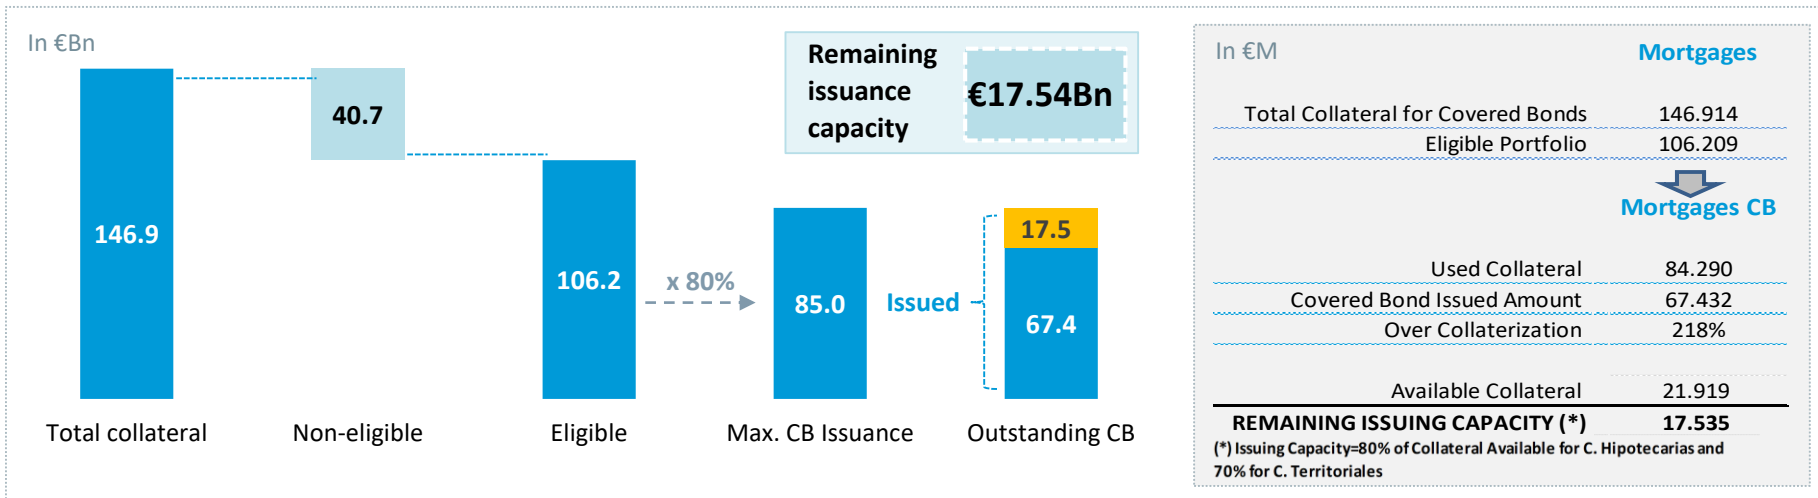 In €Bn
40.7
146.9
106.2
x 80%
85.0
Issued
17.5
67.4
Total collateral
Non-eligible
Eligible
Max. CB Issuance
Outstanding CB
Remaining
issuance
capacity
€17.54Bn
In €M
Mortgages
Total Collateral for Covered Bonds 146.914
Eligible Portfolio 106.209
Mortgages CB
Used Collateral 84.290
Covered Bond Issued Amount 67.432
Over Collaterization 218%
Available Collateral 21.919
REMAINING ISSUING CAPACITY (*) 17.535
(*) Issuing Capacity=80% of Collateral Available for C. Hipotecarias and
70% for C. Territoriales